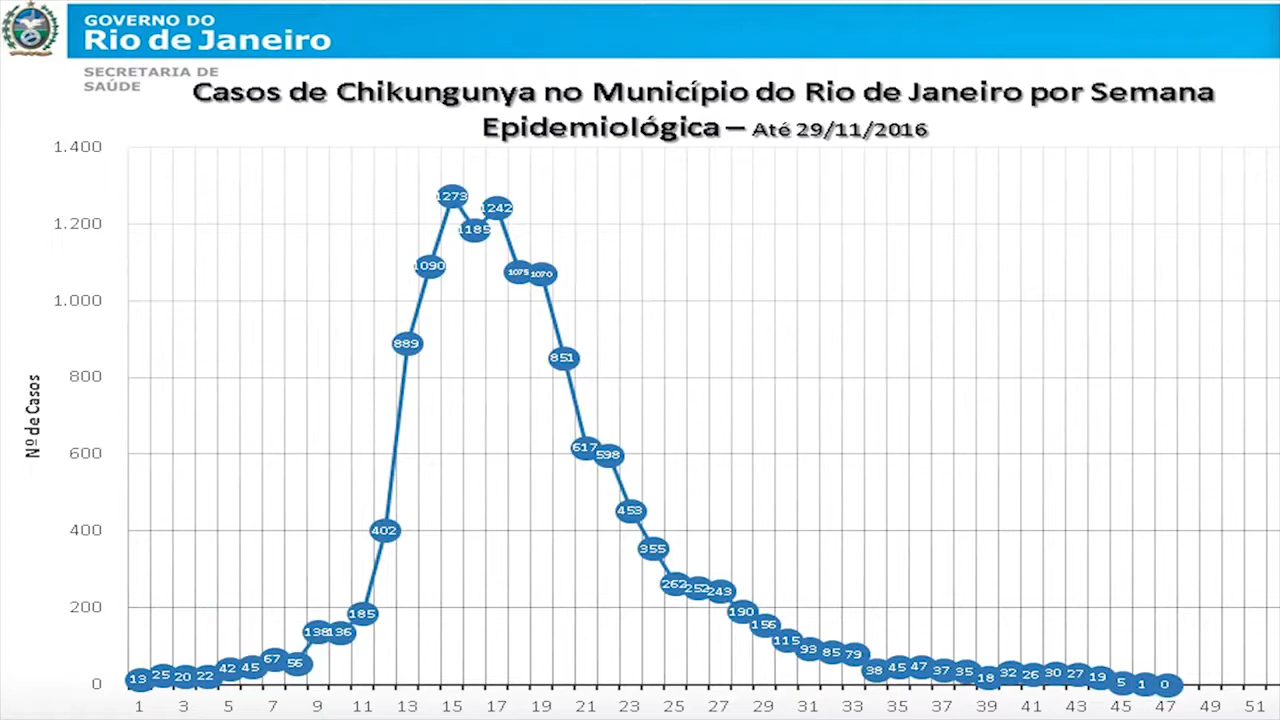 GOVERNO DO
Rio de Janeiro
SECRETARIA DE
SAÚDE
Casos de Chikungunya no Município do Rio de Janeiro por Semana
Epidemiológica – Até 29/11/2016
Nº de Casos
1.400
1.200
1.000
800
600
400
200
0
13 25 20 22 42 45 67 56 138 136 185 402 889 1090 1273 1185 1242 1075 1070 851 617 598 453 355 262 252 243 190 156 115 93 85 79 38 45 47 37 35 18 32 26 30 27 19 5 1 0
1 3 5 7 9 11 13 15 17 19 21 23 25 27 29 31 33 35 37 39 41 43 45 47 49 51